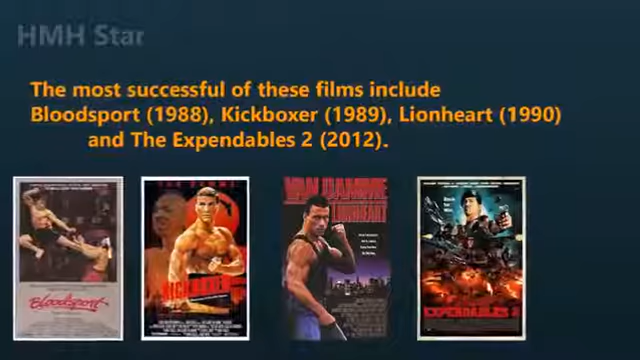 HMH Star
The most successful of these films include
Bloodsport (1988), Kickboxer (1989), Lionheart (1990)
and The Expendables 2 (2012).
Bloodsport
KICKBOXER
VAN DAMME
LIONHEART
EXPENDABLES 2